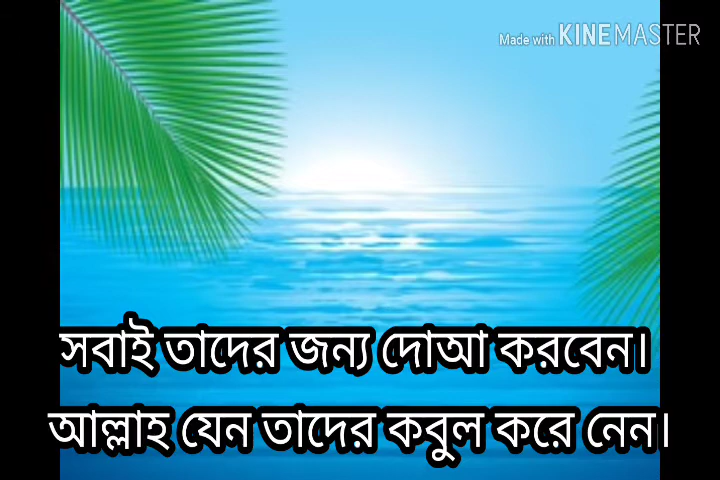 Made with KINEMASTER
সবাই তাদের জন্য দোআ করবেন।
আল্লাহ যেন তাদের কবুল করে নেন।